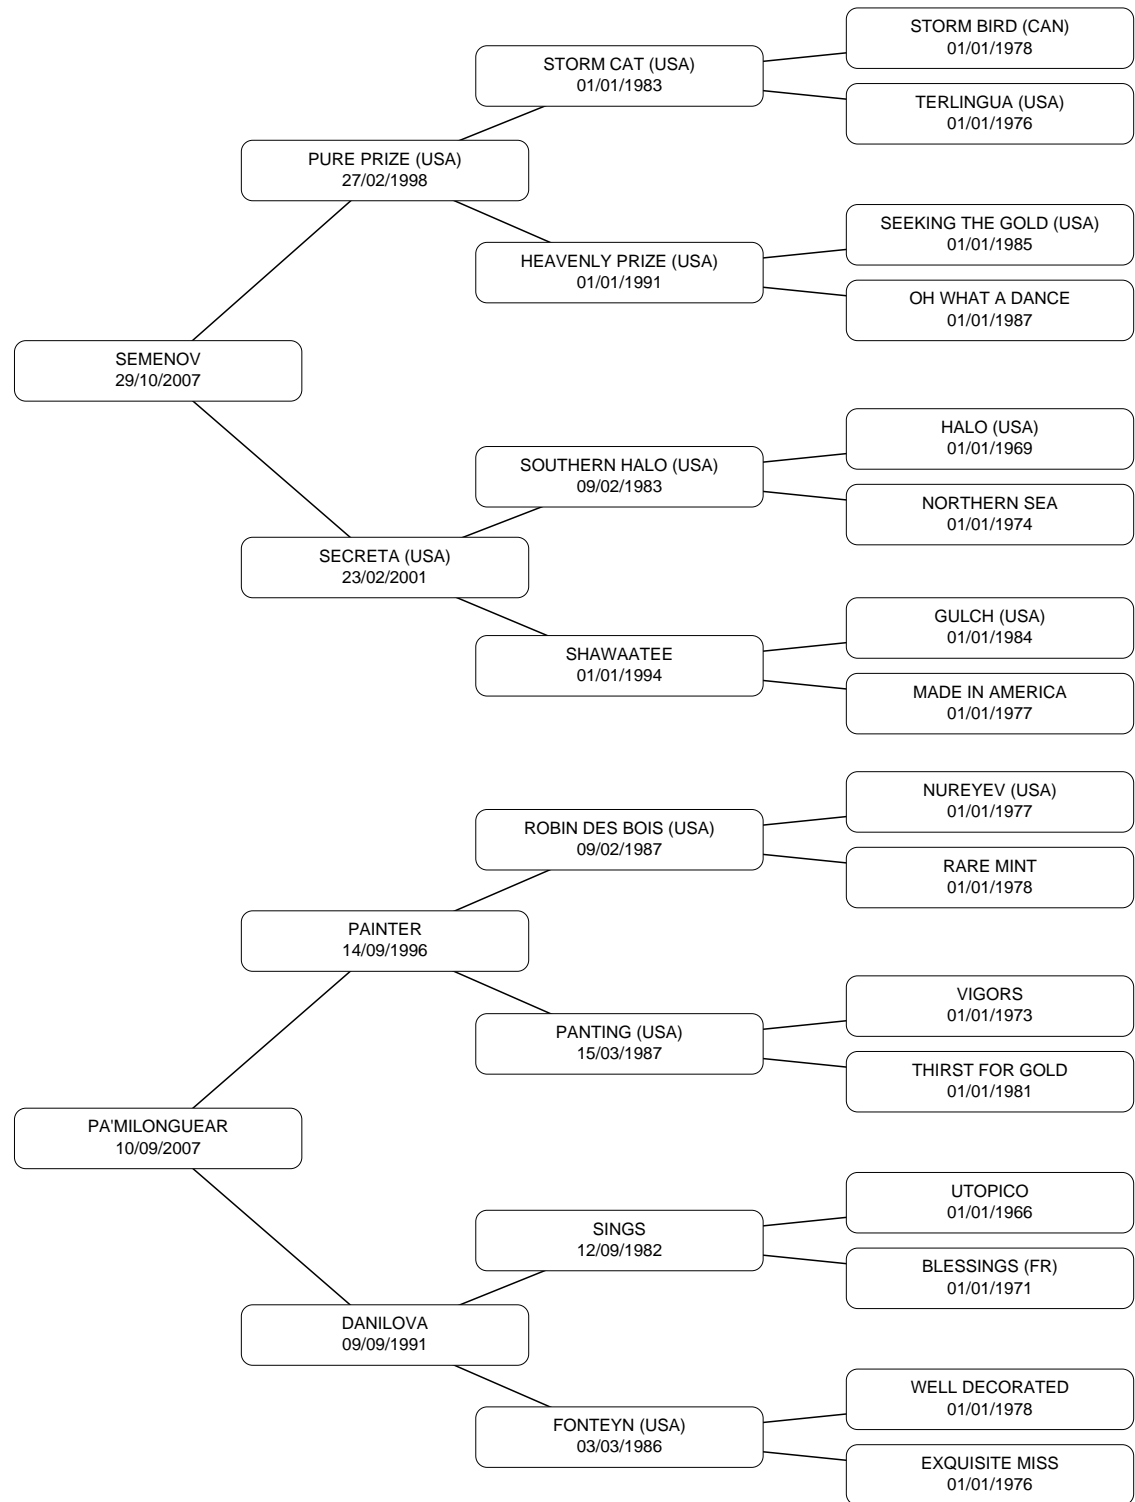 STORM BIRD (CAN)
01/01/1978
STORM CAT (USA)
01/01/1983
TERLINGUA (USA)
01/01/1976
PURE PRIZE (USA)
27/02/1998
SEEKING THE GOLD (USA)
01/01/1985
HEAVENLY PRIZE (USA)
01/01/1991
OH WHAT A DANCE
01/01/1987
SEMENOV
29/10/2007
HALO (USA)
01/01/1969
SOUTHERN HALO (USA)
09/02/1983
NORTHERN SEA
01/01/1974
SECRETA (USA)
23/02/2001
GULCH (USA)
01/01/1984
SHAWAATEE
01/01/1994
MADE IN AMERICA
01/01/1977
NUREYEV (USA)
01/01/1977
ROBIN DES BOIS (USA)
09/02/1987
RARE MINT
01/01/1978
PAINTER
14/09/1996
VIGORS
01/01/1973
PANTING (USA)
15/03/1987
THIRST FOR GOLD
01/01/1981
PA'MILONGUEAR
10/09/2007
UTOPICO
01/01/1966
SINGS
12/09/1982
BLESSINGS (FR)
01/01/1971
DANILOVA
09/09/1991
WELL DECORATED
01/01/1978
FONTEYN (USA)
03/03/1986
EXQUISITE MISS
01/01/1976